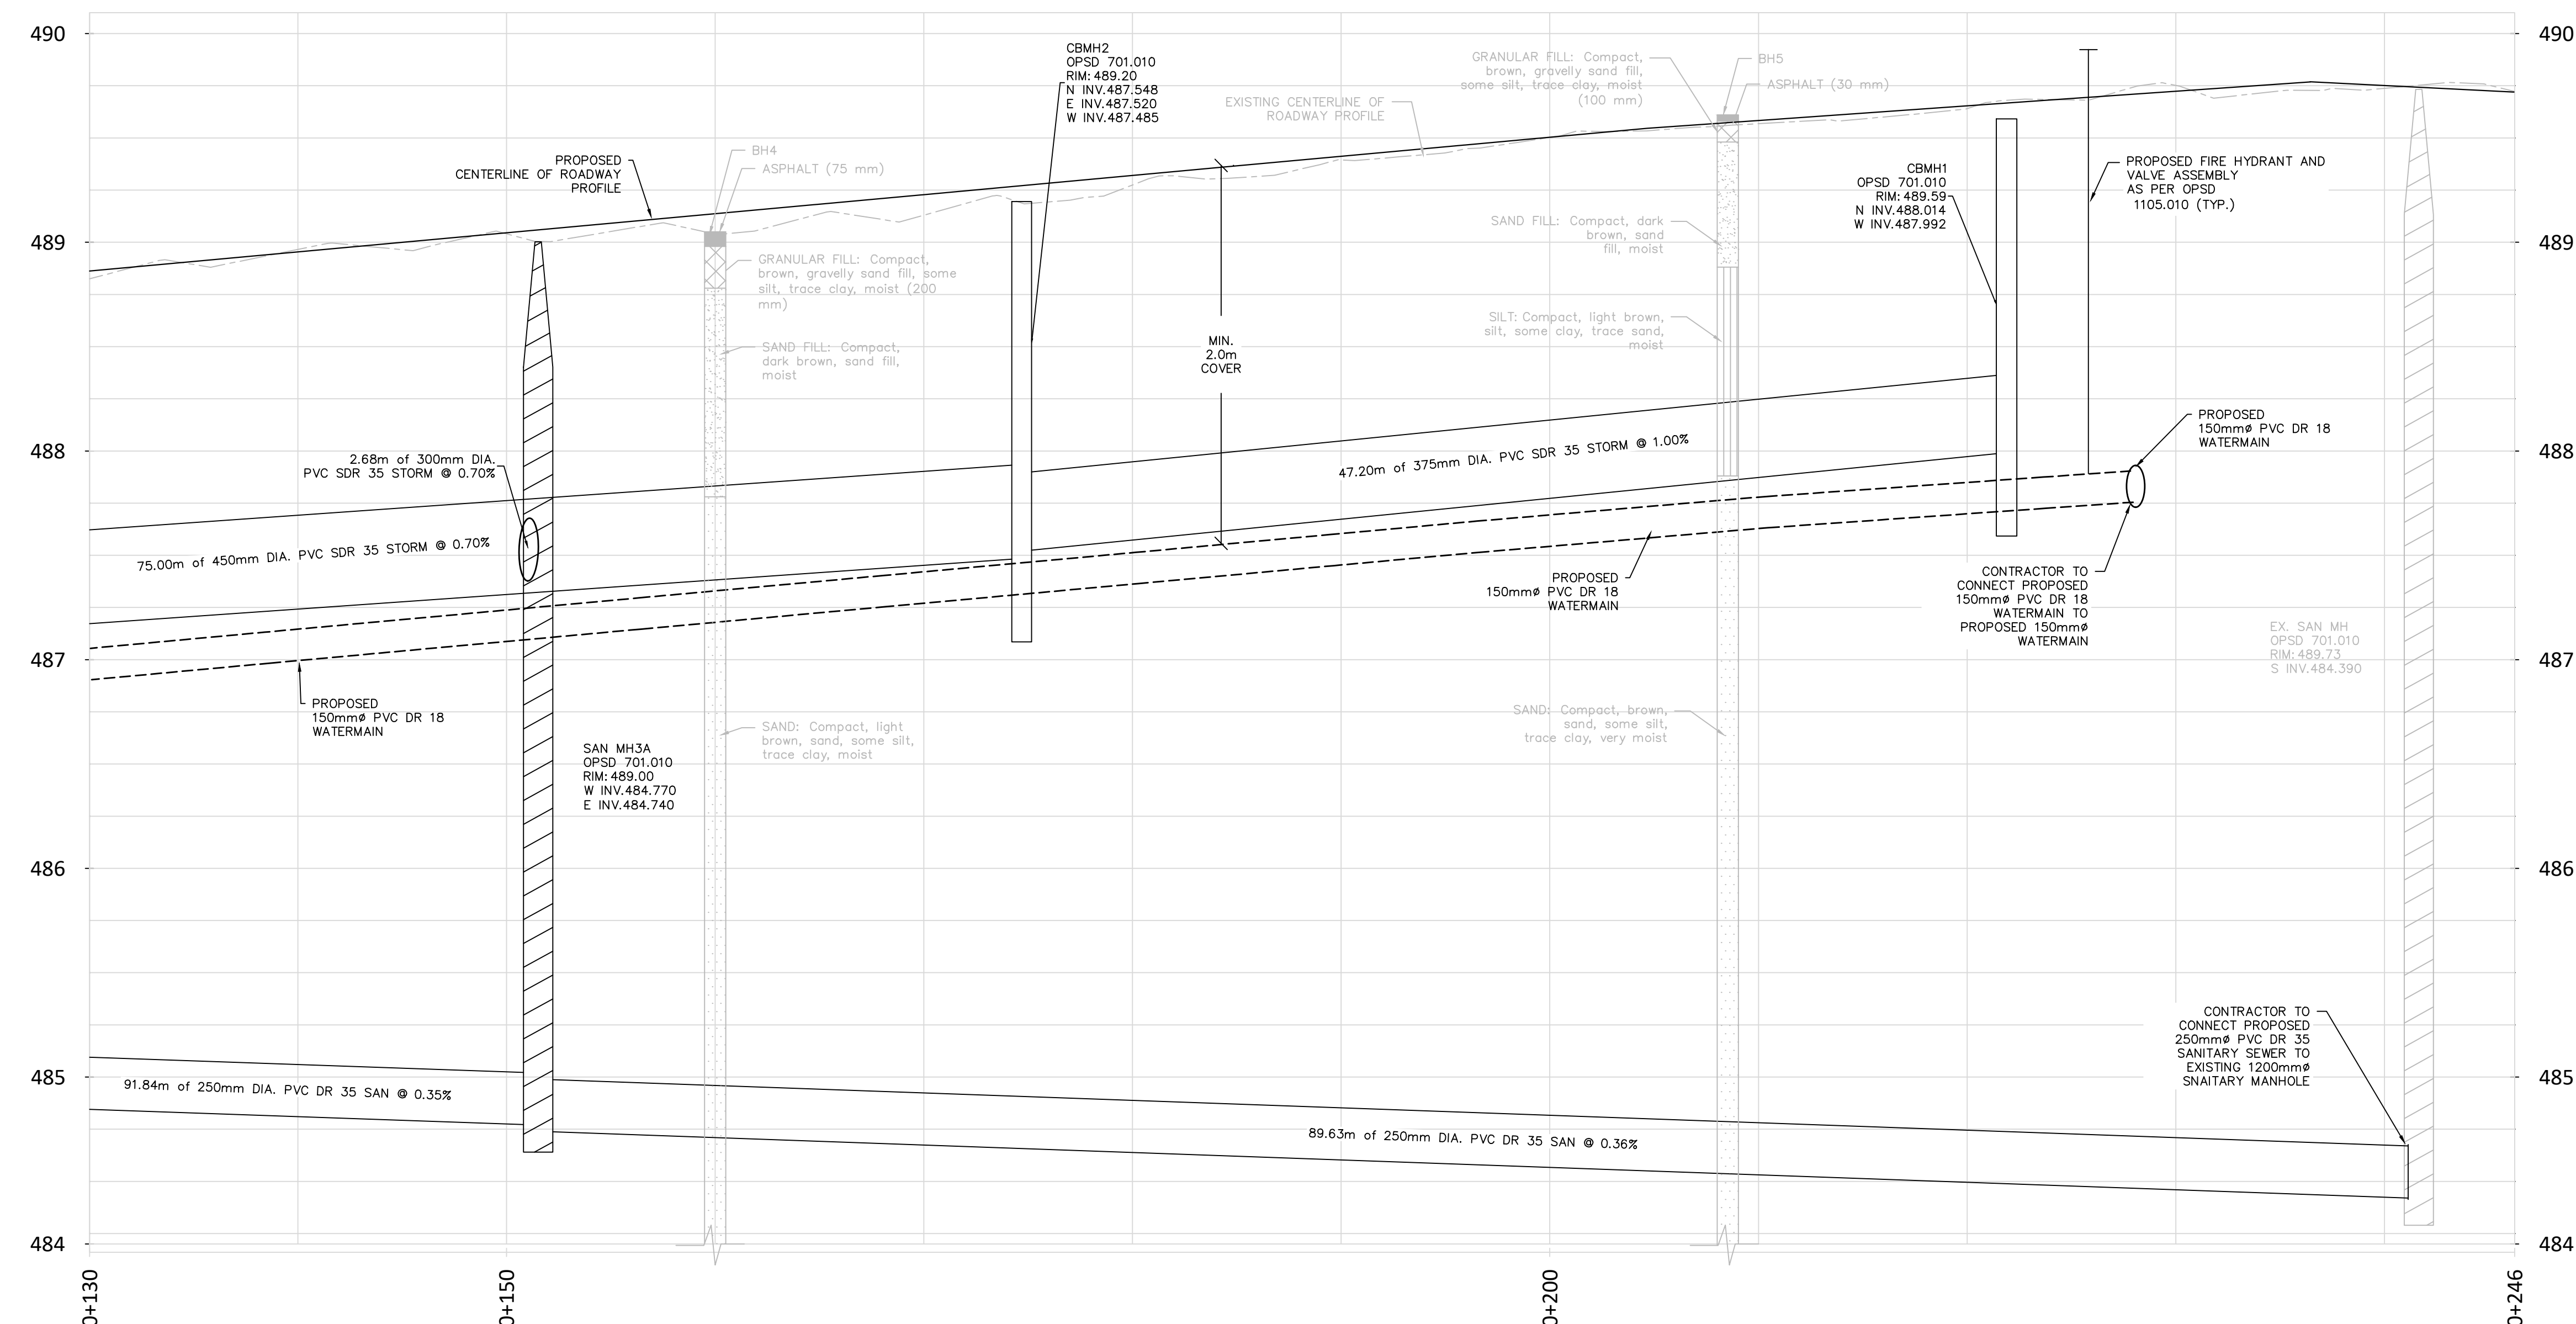 490
490
CBMH2
OPSD 701.010
RIM: 489.20
N INV.487.548
E INV.487.520
W INV.487.485
GRANULAR FILL: Compact,
brown, gravelly sand fill,
some silt, trace clay, moist
(100 mm)
BH5
ASPHALT (30 mm)
EXISTING CENTERLINE OF
ROADWAY PROFILE
PROPOSED
CENTERLINE OF ROADWAY
PROFILE
BH4
ASPHALT (75 mm)
CBMH1
OPSD 701.010
RIM: 489.59
N INV.488.014
W INV.487.992
PROPOSED FIRE HYDRANT AND
VALVE ASSEMBLY
AS PER OPSD
1105.010 (TYP.)
489
489
GRANULAR FILL: Compact,
brown, gravelly sand fill, some
silt, trace clay, moist (200
mm)
SAND FILL: Compact, dark
brown, sand
fill, moist
SAND FILL: Compact,
dark brown, sand fill,
moist
MIN.
2.0m
COVER
SILT: Compact, light brown,
silt, some clay, trace sand,
moist
488
488
2.68m of 300mm DIA.
PVC SDR 35 STORM @ 0.70%
47.20m of 375mm DIA. PVC SDR 35 STORM @ 1.00%
PROPOSED
150mmø PVC DR 18
WATERMAIN
75.00m of 450mm DIA. PVC SDR 35 STORM @ 0.70%
PROPOSED
150mmø PVC DR 18
WATERMAIN
CONTRACTOR TO
CONNECT PROPOSED
150mmø PVC DR 18
WATERMAIN TO
PROPOSED 150mmø
WATERMAIN
EX. SAN MH
OPSD 701.010
RIM: 489.73
S INV.484.390
487
487
PROPOSED
150mmø PVC DR 18
WATERMAIN
SAN MH3A
OPSD 701.010
RIM: 489.00
W INV.484.770
E INV.484.740
SAND: Compact, light
brown, sand, some silt,
trace clay, moist
SAND: Compact, brown,
sand, some silt,
trace clay, very moist
486
486
CONTRACTOR TO
CONNECT PROPOSED
250mmø PVC DR 35
SANITARY SEWER TO
EXISTING 1200mmø
SNAITARY MANHOLE
485
485
91.84m of 250mm DIA. PVC DR 35 SAN @ 0.35%
89.63m of 250mm DIA. PVC DR 35 SAN @ 0.36%
484
484
0+130
0+150
0+200
0+246